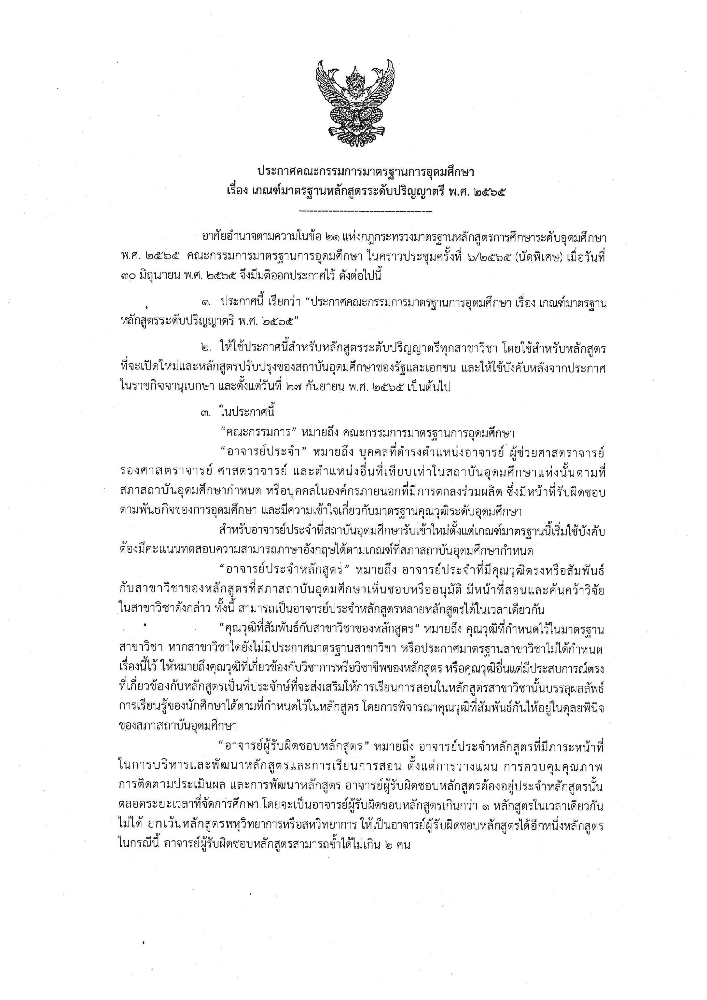 ประกาศคณะกรรมการมาตรฐานการอุดมศึกษา
เรื่อง เกณฑ์มาตรฐานหลักสูตรระดับปริญญาตรี พ.ศ. ๒๕๖๕
------------------------------------
อาศัยอำนาจตามความในข้อ ๒๑ แห่งกฎกระทรวงมาตรฐานหลักสูตรการศึกษาระดับอุดมศึกษา
พ.ศ. ๒๕๖๕ คณะกรรมการมาตรฐานการอุดมศึกษา ในคราวประชุมครั้งที่ ๖/๒๕๖๕ (นัดพิเศษ) เมื่อวันที่
๓๐ มิถุนายน พ.ศ. ๒๕๖๕ จึงมีมติออกประกาศไว้ ดังต่อไปนี้
๑. ประกาศนี้ เรียกว่า “ประกาศคณะกรรมการมาตรฐานการอุดมศึกษา เรื่อง เกณฑ์มาตรฐาน
หลักสูตรระดับปริญญาตรี พ.ศ. ๒๕๖๕”
๒. ให้ใช้ประกาศนี้สำหรับหลักสูตรระดับปริญญาตรีทุกสาขาวิชา โดยใช้สำหรับหลักสูตร
ที่จะเปิดใหม่และหลักสูตรปรับปรุงของสถาบันอุดมศึกษาของรัฐและเอกชน และให้ใช้บังคับหลังจากประกาศ
ในราชกิจจานุเบกษา และตั้งแต่วันที่ ๒๗ กันยายน พ.ศ. ๒๕๖๕ เป็นต้นไป
๓. ในประกาศนี้
“คณะกรรมการ” หมายถึง คณะกรรมการมาตรฐานการอุดมศึกษา
“อาจารย์ประจำ” หมายถึง บุคคลที่ดำรงตำแหน่งอาจารย์ ผู้ช่วยศาสตราจารย์
รองศาสตราจารย์ ศาสตราจารย์ และตำแหน่งอื่นที่เทียบเท่าในสถาบันอุดมศึกษาแห่งนั้นตามที่
สภาสถาบันอุดมศึกษากำหนด หรือบุคคลในองค์กรภายนอกที่มีการตกลงร่วมผลิต ซึ่งมีหน้าที่รับผิดชอบ
ตามพันธกิจของการอุดมศึกษา และมีความเข้าใจเกี่ยวกับมาตรฐานคุณวุฒิระดับอุดมศึกษา
สำหรับอาจารย์ประจำที่สถาบันอุดมศึกษารับเข้าใหม่ตั้งแต่เกณฑ์มาตรฐานนี้เริ่มใช้บังคับ
ต้องมีคะแนนทดสอบความสามารถภาษาอังกฤษได้ตามเกณฑ์ที่สภาสถาบันอุดมศึกษากำหนด
“อาจารย์ประจำหลักสูตร” หมายถึง อาจารย์ประจำที่มีคุณวุฒิตรงหรือสัมพันธ์
กับสาขาวิชาของหลักสูตรที่สภาสถาบันอุดมศึกษาเห็นชอบหรืออนุมัติ มีหน้าที่สอนและค้นคว้าวิจัย
ในสาขาวิชาดังกล่าว ทั้งนี้ สามารถเป็นอาจารย์ประจำหลักสูตรหลายหลักสูตรได้ในเวลาเดียวกัน
“คุณวุฒิที่สัมพันธ์กับสาขาวิชาของหลักสูตร” หมายถึง คุณวุฒิที่กำหนดไว้ในมาตรฐาน
สาขาวิชา หากสาขาวิชาใดยังไม่มีประกาศมาตรฐานสาขาวิชา หรือประกาศมาตรฐานสาขาวิชาไม่ได้กำหนด
เรื่องนี้ไว้ ให้หมายถึงคุณวุฒิที่เกี่ยวข้องกับวิชาการหรือวิชาชีพของหลักสูตร หรือคุณวุฒิอื่นแต่มีประสบการณ์ตรง
ที่เกี่ยวข้องกับหลักสูตรเป็นที่ประจักษ์ที่จะส่งเสริมให้การเรียนการสอนในหลักสูตรสาขาวิชานั้นบรรลุผลลัพธ์
การเรียนรู้ของนักศึกษาได้ตามที่กำหนดไว้ในหลักสูตร โดยการพิจารณาคุณวุฒิที่สัมพันธ์กันให้อยู่ในดุลยพินิจ
ของสภาสถาบันอุดมศึกษา
“อาจารย์ผู้รับผิดชอบหลักสูตร” หมายถึง อาจารย์ประจำหลักสูตรที่มีภาระหน้าที่
ในการบริหารและพัฒนาหลักสูตรและการเรียนการสอน ตั้งแต่การวางแผน การควบคุมคุณภาพ
การติดตามประเมินผล และการพัฒนาหลักสูตร อาจารย์ผู้รับผิดชอบหลักสูตรต้องอยู่ประจำหลักสูตรนั้น
ตลอดระยะเวลาที่จัดการศึกษา โดยจะเป็นอาจารย์ผู้รับผิดชอบหลักสูตรเกินกว่า ๑ หลักสูตรในเวลาเดียวกัน
ไม่ได้ ยกเว้นหลักสูตรพหุวิทยาการหรือสหวิทยาการ ให้เป็นอาจารย์ผู้รับผิดชอบหลักสูตรได้อีกหนึ่งหลักสูตร
ในกรณีนี้ อาจารย์ผู้รับผิดชอบหลักสูตรสามารถซ้ำได้ไม่เกิน ๒ คน